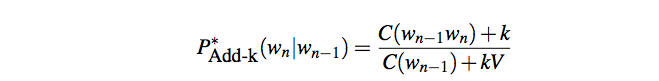 P*Add-k(wn|wn−1) = C(wn−1wn) + k / C(wn−1) + kV